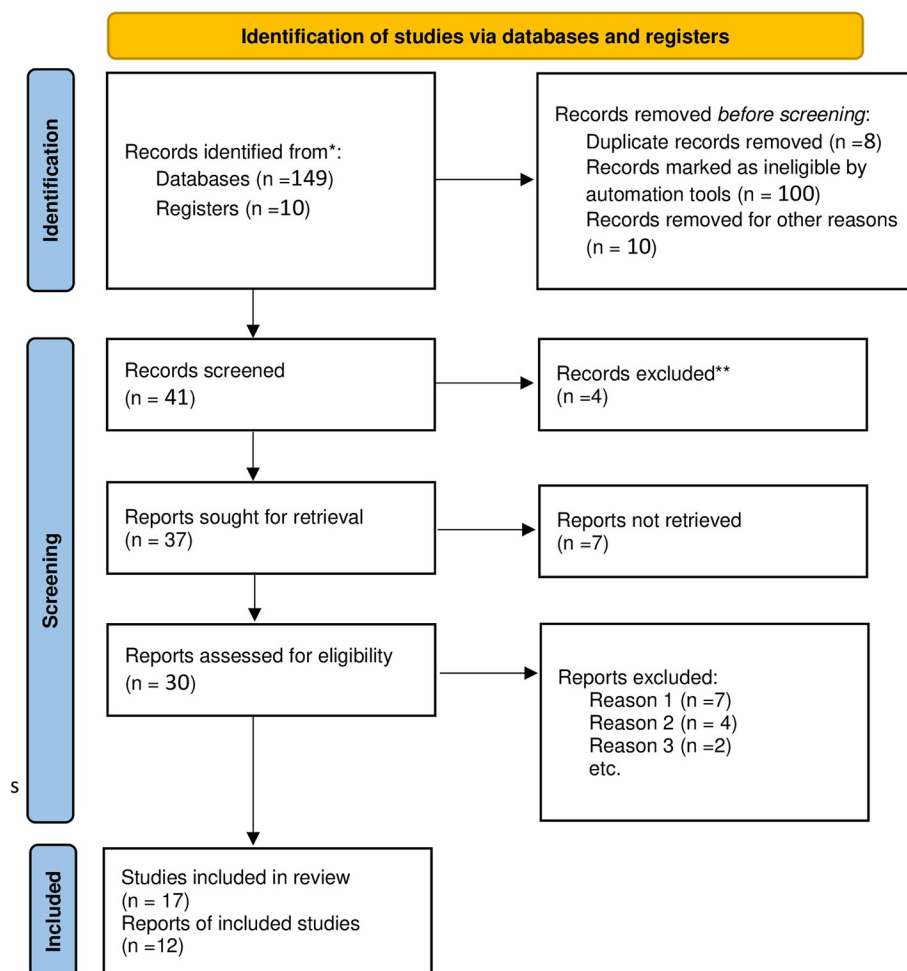 Identification of studies via databases and registers
Identification
Records identified from*:
Databases (n =149)
Registers (n =10)
Records removed before screening:
Duplicate records removed (n =8)
Records marked as ineligible by
automation tools (n = 100)
Records removed for other reasons
(n = 10)
Screening
Records screened
(n = 41)
Records excluded**
(n =4)
Reports sought for retrieval
(n = 37)
Reports not retrieved
(n =7)
Reports assessed for eligibility
(n = 30)
Reports excluded:
Reason 1 (n =7)
Reason 2 (n = 4)
Reason 3 (n =2)
etc.
s
Included
Studies included in review
(n = 17)
Reports of included studies
(n =12)